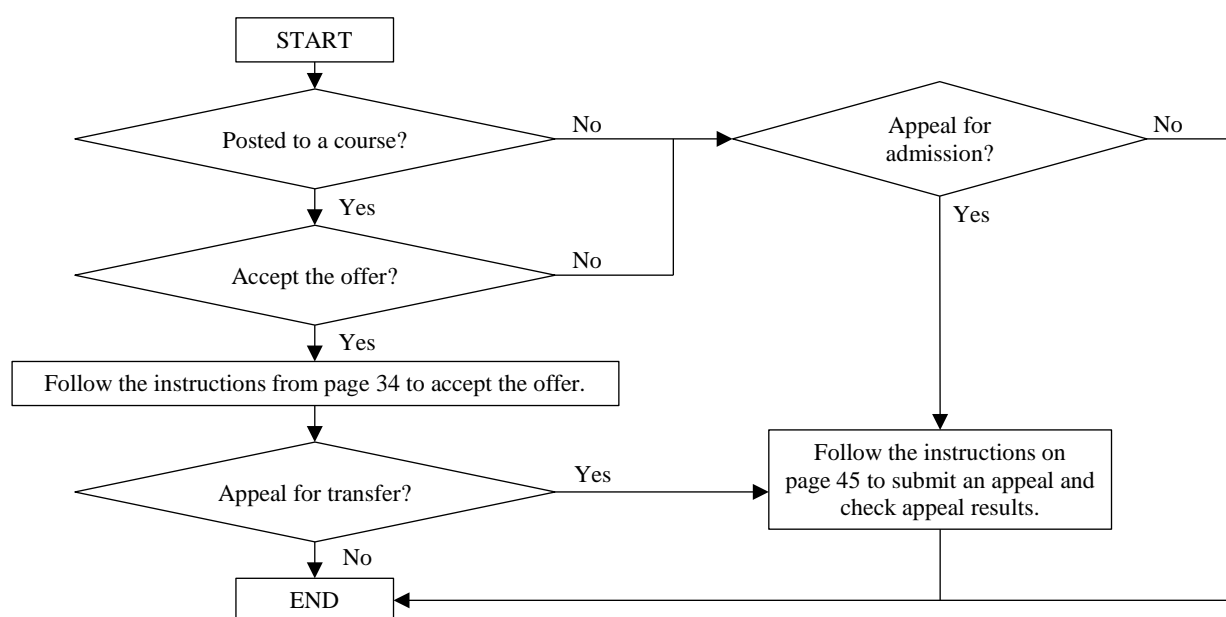 START
Posted to a course?
No
Appeal for
admission?
No
Yes
Yes
Accept the offer?
No
Yes
Follow the instructions from page 34 to accept the offer.
Appeal for transfer?
Yes
Follow the instructions on
page 45 to submit an appeal and
check appeal results.
No
END